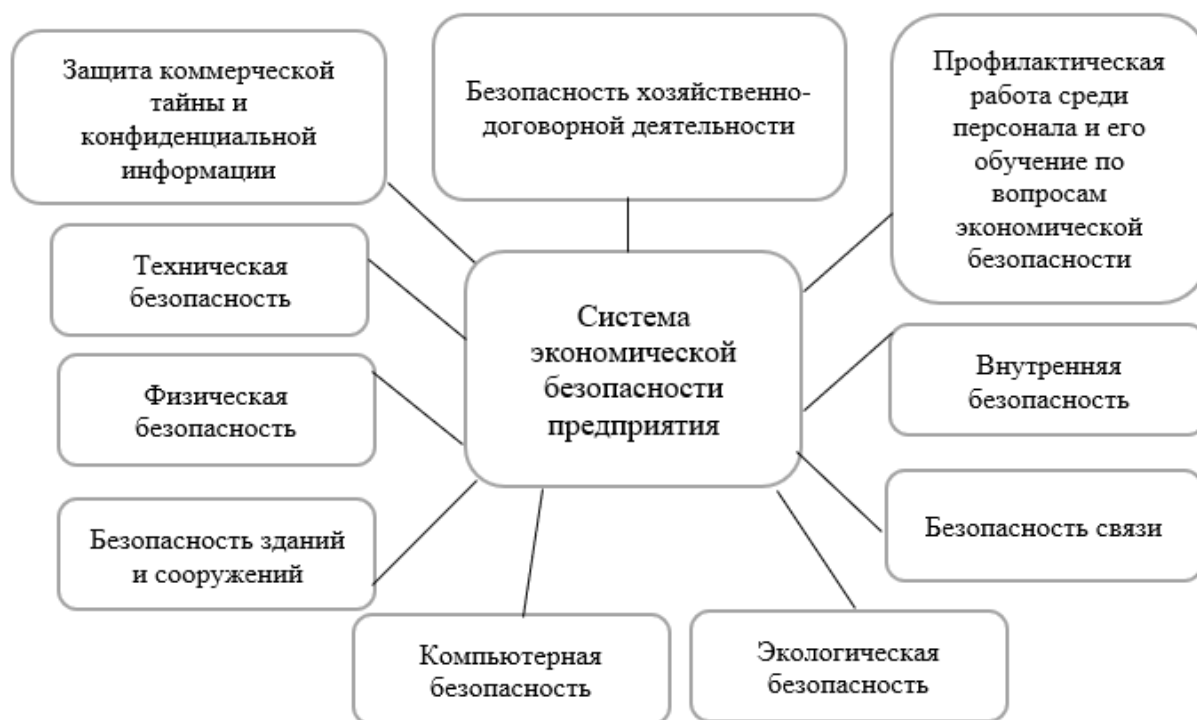 Защита коммерческой
тайны и
конфиденциальной
информации
Безопасность хозяйственно-
договорной деятельности
Профилактическая
работа среди
персонала и его
обучение по
вопросам
экономической
безопасности
Техническая
безопасность
Система
экономической
безопасности
предприятия
Физическая
безопасность
Внутренняя
безопасность
Безопасность зданий
и сооружений
Безопасность связи
Компьютерная
безопасность
Экологическая
безопасность